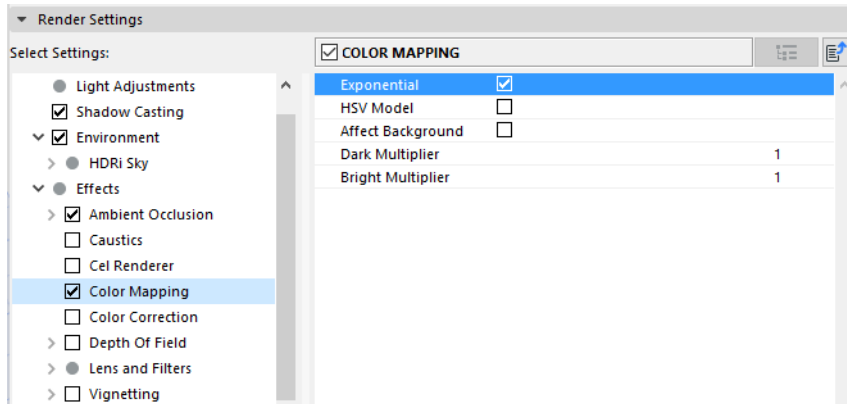 Render Settings
Select Settings:
COLOR MAPPING
Light Adjustments
Shadow Casting
Environment
HDRi Sky
Effects
Ambient Occlusion
Caustics
Cel Renderer
Color Mapping
Color Correction
Depth Of Field
Lens and Filters
Vignetting
Exponential
HSV Model
Affect Background
Dark Multiplier 1
Bright Multiplier 1